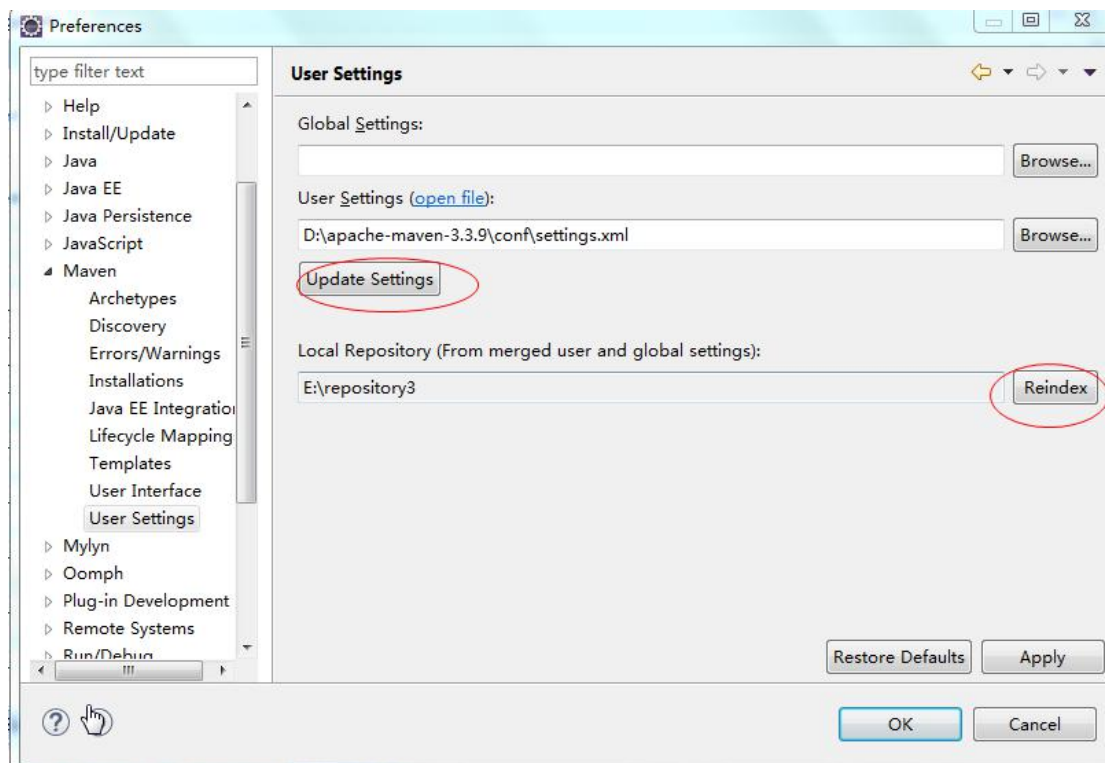 Preferences
type filter text
Help
Install/Update
Java
Java EE
Java Persistence
JavaScript
Maven
Archetypes
Discovery
Errors/Warnings
Installations
Java EE Integration
Lifecycle Mapping
Templates
User Interface
User Settings
Mylyn
Oomph
Plug-in Development
Remote Systems
Run/Debug
User Settings
Global Settings:
Browse...
User Settings (open file):
D:\apache-maven-3.3.9\conf\settings.xml
Browse...
Update Settings
Local Repository (From merged user and global settings):
E:\repository3
Reindex
Restore Defaults
Apply
OK
Cancel